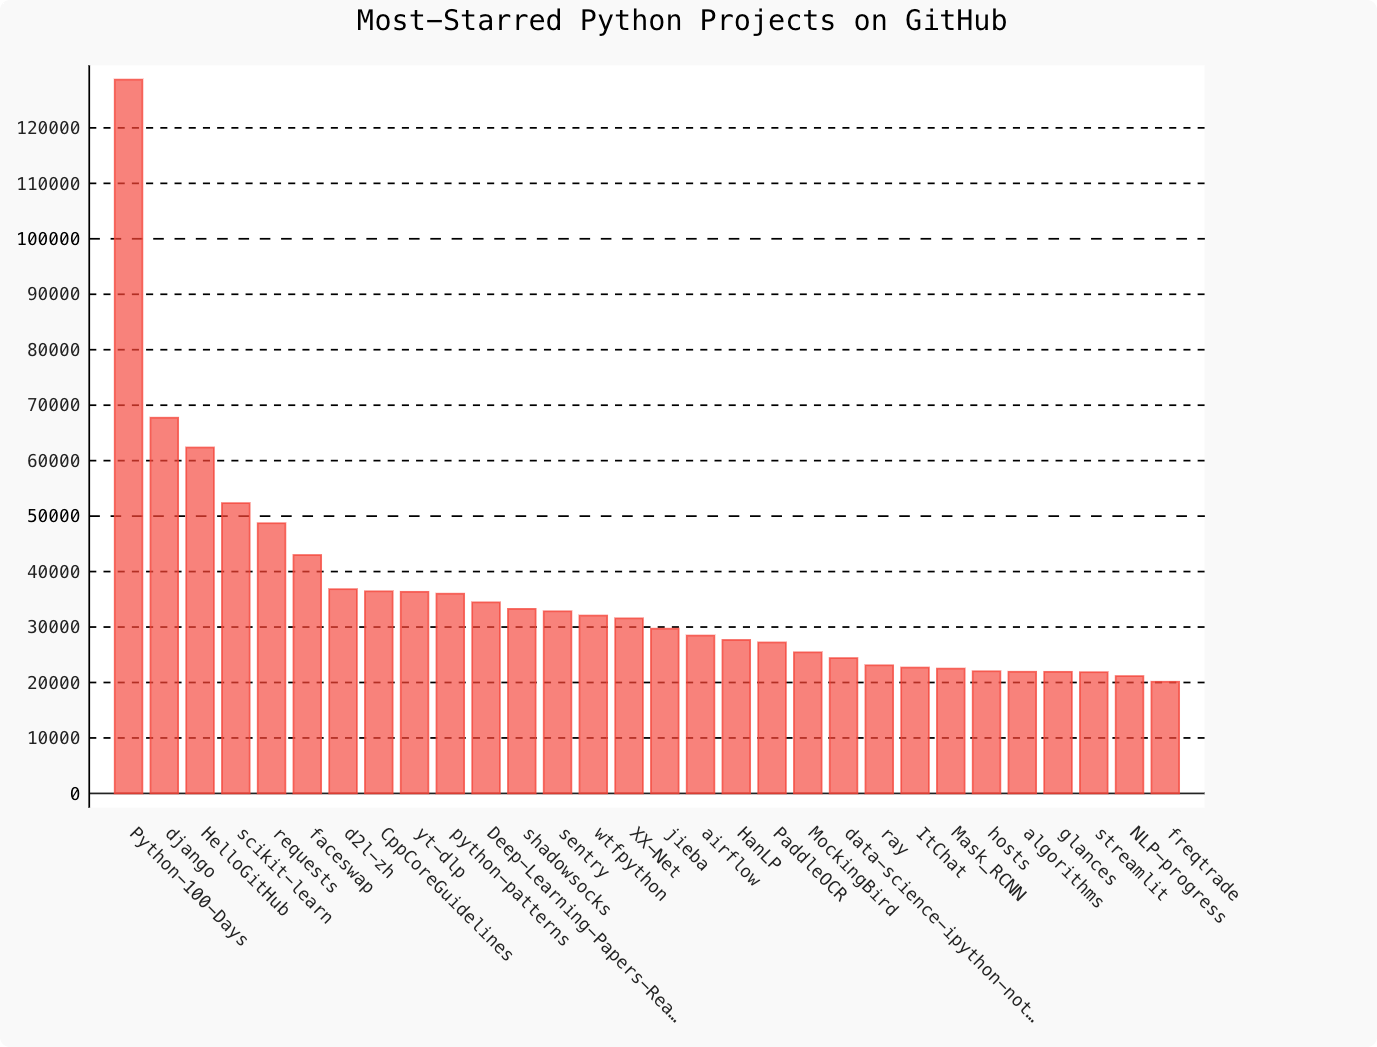 Most-Starred Python Projects on GitHub
120000
110000
100000
90000
80000
70000
60000
50000
40000
30000
20000
10000
0
Python-100-Days
django
HelloGitHub
scikit-learn
requests
faceswap
d2l-zh
CppCoreGuidelines
yt-dlp
python-patterns
Deep-Learning-Papers-Rea…
shadowsocks
sentry
wtfpython
XX-Net
jieba
airflow
HanLP
PaddleOCR
MockingBird
data-science-ipython-not…
ray
ItChat
Mask_RCNN
hosts
algorithms
glances
streamlit
NLP-progress
freqtrade